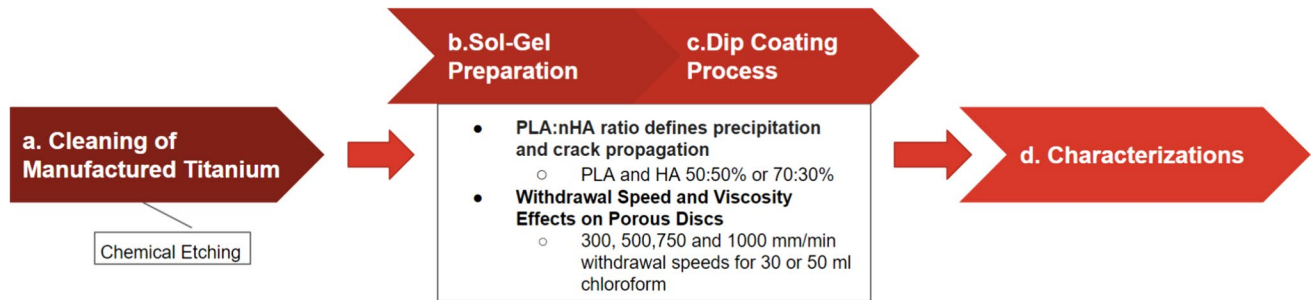 a. Cleaning of
Manufactured Titanium
Chemical Etching
b.Sol-Gel
Preparation
c.Dip Coating
Process
● PLA:nHA ratio defines precipitation
and crack propagation
○ PLA and HA 50:50% or 70:30%
● Withdrawal Speed and Viscosity
Effects on Porous Discs
○ 300, 500,750 and 1000 mm/min
withdrawal speeds for 30 or 50 ml
chloroform
d. Characterizations